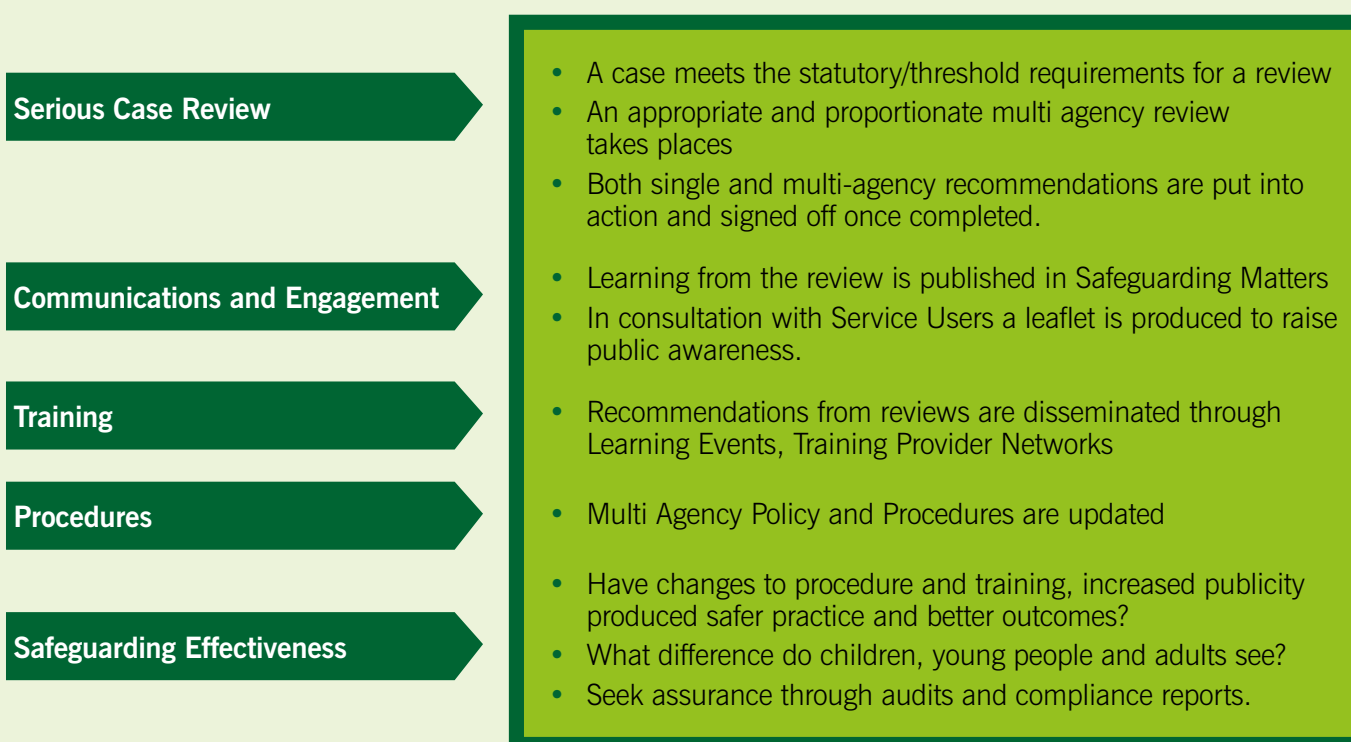 Serious Case Review
• A case meets the statutory/threshold requirements for a review
• An appropriate and proportionate multi agency review
takes places
• Both single and multi-agency recommendations are put into
action and signed off once completed.
Communications and Engagement
• Learning from the review is published in Safeguarding Matters
• In consultation with Service Users a leaflet is produced to raise
public awareness.
Training
• Recommendations from reviews are disseminated through
Learning Events, Training Provider Networks
Procedures
• Multi Agency Policy and Procedures are updated
Safeguarding Effectiveness
• Have changes to procedure and training, increased publicity
produced safer practice and better outcomes?
• What difference do children, young people and adults see?
• Seek assurance through audits and compliance reports.